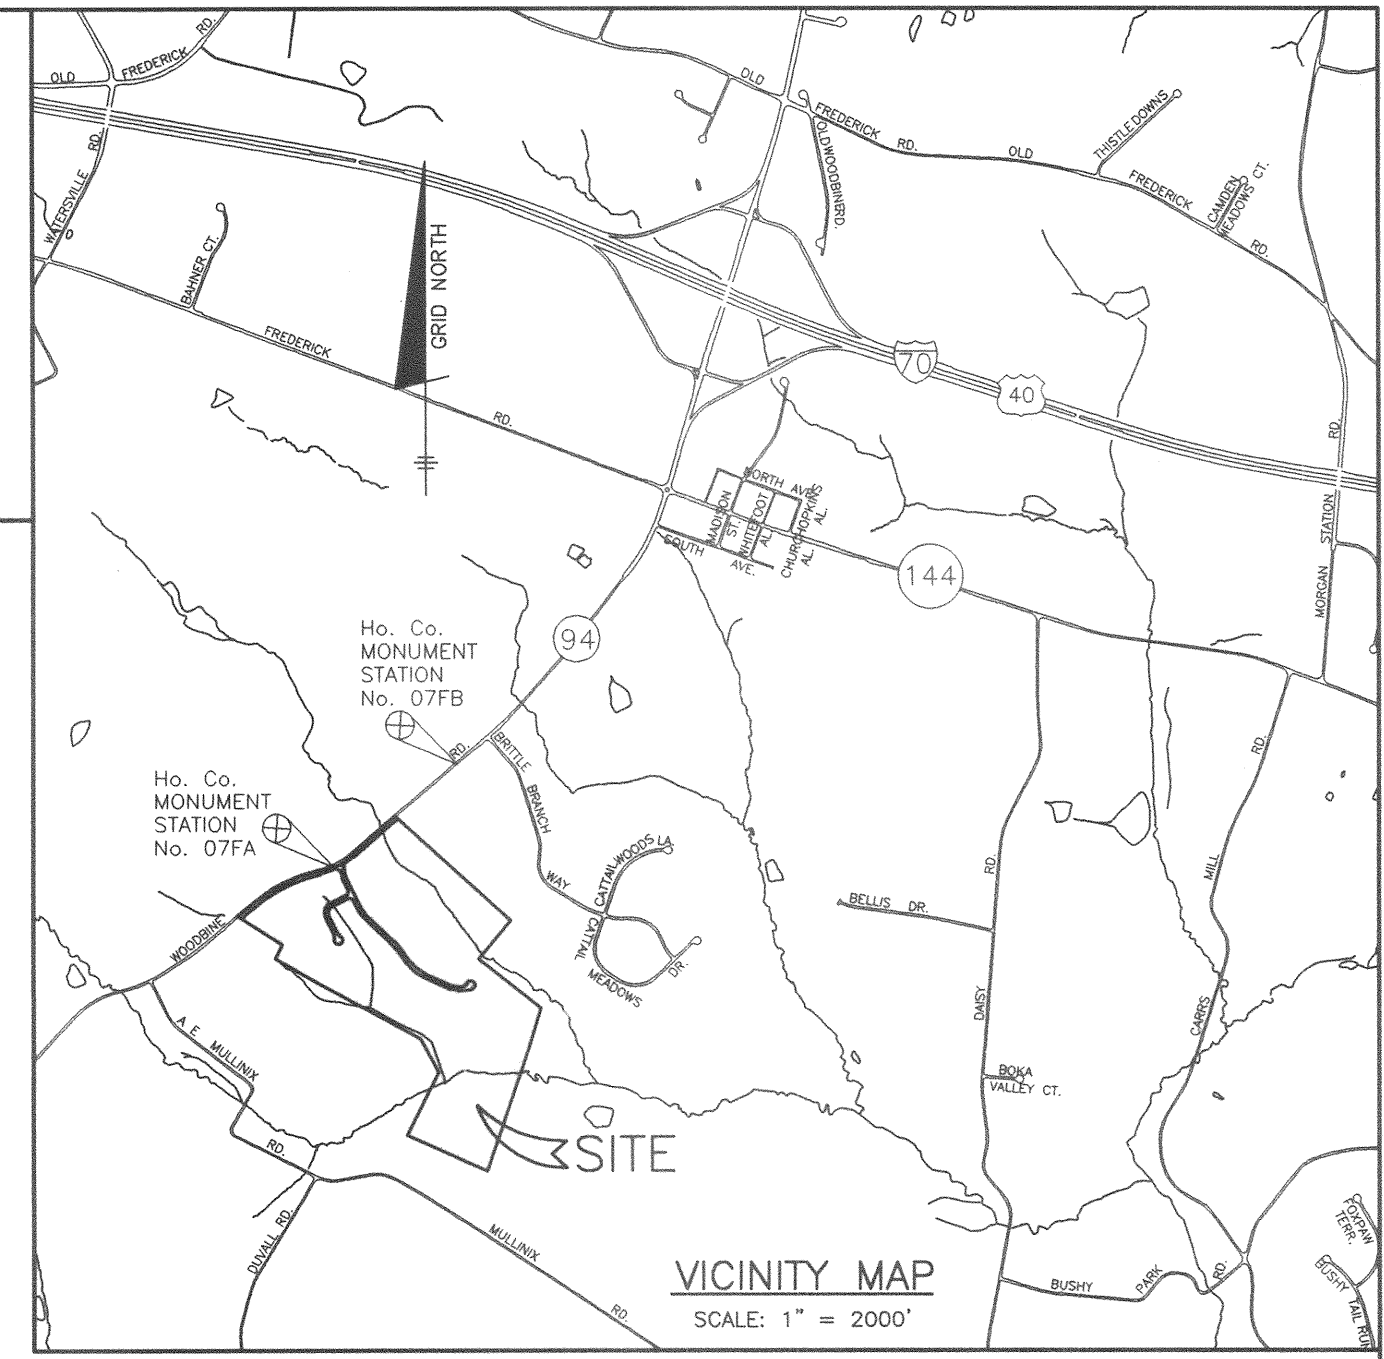 OLD
FREDERICK
RD.
OLD
FREDERICK
RD.
OLD
FREDERICK
RD.
THISTLE DOWNS
CAMDEN
MEADOWS CT.
OLDWOODBINERD.
WATERSVILLE
RD.
BAHNER CT.
GRID NORTH
FREDERICK
RD.
70
40
NORTH AVE.
MADISON
ST.
WHITEFOOT
AL.
HOPKINS
AL.
CHURCH
AL.
SOUTH
AVE.
144
94
RD.
STATION
MORGAN
Ho. Co.
MONUMENT
STATION
No. 07FB
Ho. Co.
MONUMENT
STATION
No. 07FA
RD.
WOODBINE
BRITTLE
BRANCH
WAY
CATTAILWOODS LA.
CATTAIL
MEADOWS
DR.
BELLIS DR.
RD.
DAISY
RD.
MILL
CARRS
BOKA
VALLEY CT.
A E MULLINIX
RD.
SITE
DUVALL RD.
MULLINIX
RD.
BUSHY
PARK
RD.
FOXPAW
TERR.
BUSHY TAIL RUN
VICINITY MAP
SCALE: 1" = 2000'